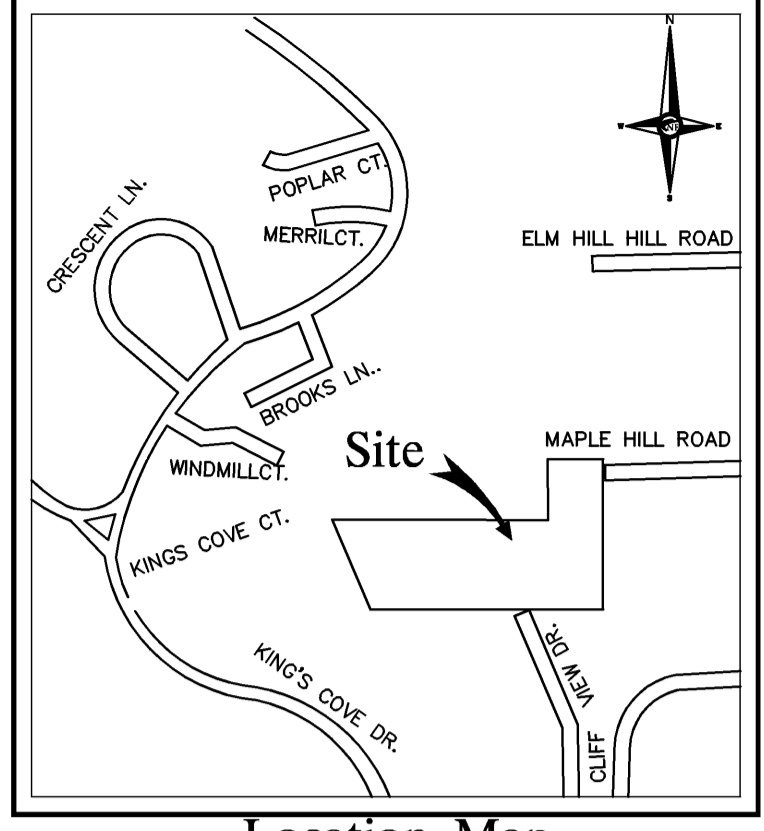 N
W E
S
POPLAR CT.
CRESCENT LN.
MERRILCT.
ELM HILL HILL ROAD
BROOKS LN..
Site
MAPLE HILL ROAD
WINDMILLCT.
KINGS COVE CT.
KING'S COVE DR.
CLIFF VIEW DR.
Location Map